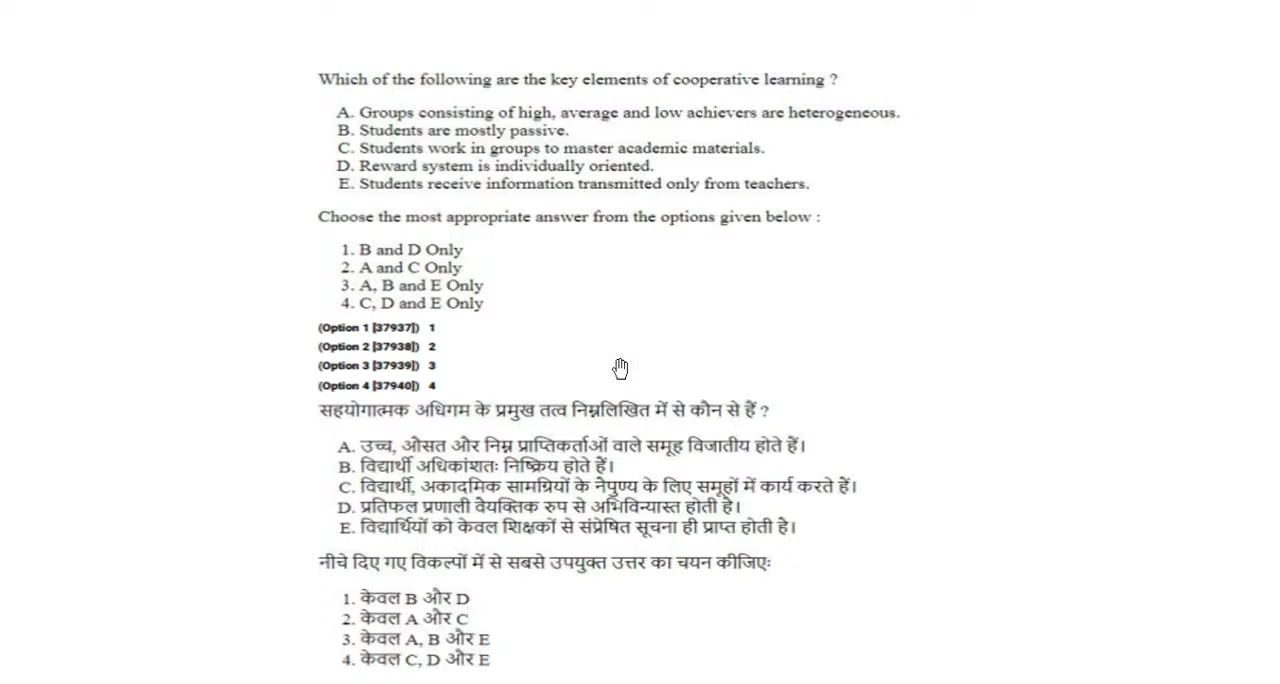 Which of the following are the key elements of cooperative learning ?
A. Groups consisting of high, average and low achievers are heterogeneous.
B. Students are mostly passive.
C. Students work in groups to master academic materials.
D. Reward system is individually oriented.
E. Students receive information transmitted only from teachers.
Choose the most appropriate answer from the options given below :
1. B and D Only
2. A and C Only
3. A, B and E Only
4. C, D and E Only
(Option 1 [37937]) 1
(Option 2 [37938]) 2
(Option 3 [37939]) 3
(Option 4 [37940]) 4
सहयोगात्मक अधिगम के प्रमुख तत्व निम्नलिखित में से कौन से हैं ?
A. उच्च, औसत और निम्न प्राप्तिकर्ताओं वाले समूह विजातीय होते हैं।
B. विद्यार्थी अधिकांशतः निष्क्रिय होते हैं।
C. विद्यार्थी, अकादमिक सामग्रियों के नैपुण्य के लिए समूहों में कार्य करते हैं।
D. प्रतिफल प्रणाली वैयक्तिक रुप से अभिविन्यास्त होती है।
E. विद्यार्थियों को केवल शिक्षकों से संप्रेषित सूचना ही प्राप्त होती है।
नीचे दिए गए विकल्पों में से सबसे उपयुक्त उत्तर का चयन कीजिएः
1. केवल B और D
2. केवल A और C
3. केवल A, B और E
4. केवल C, D और E